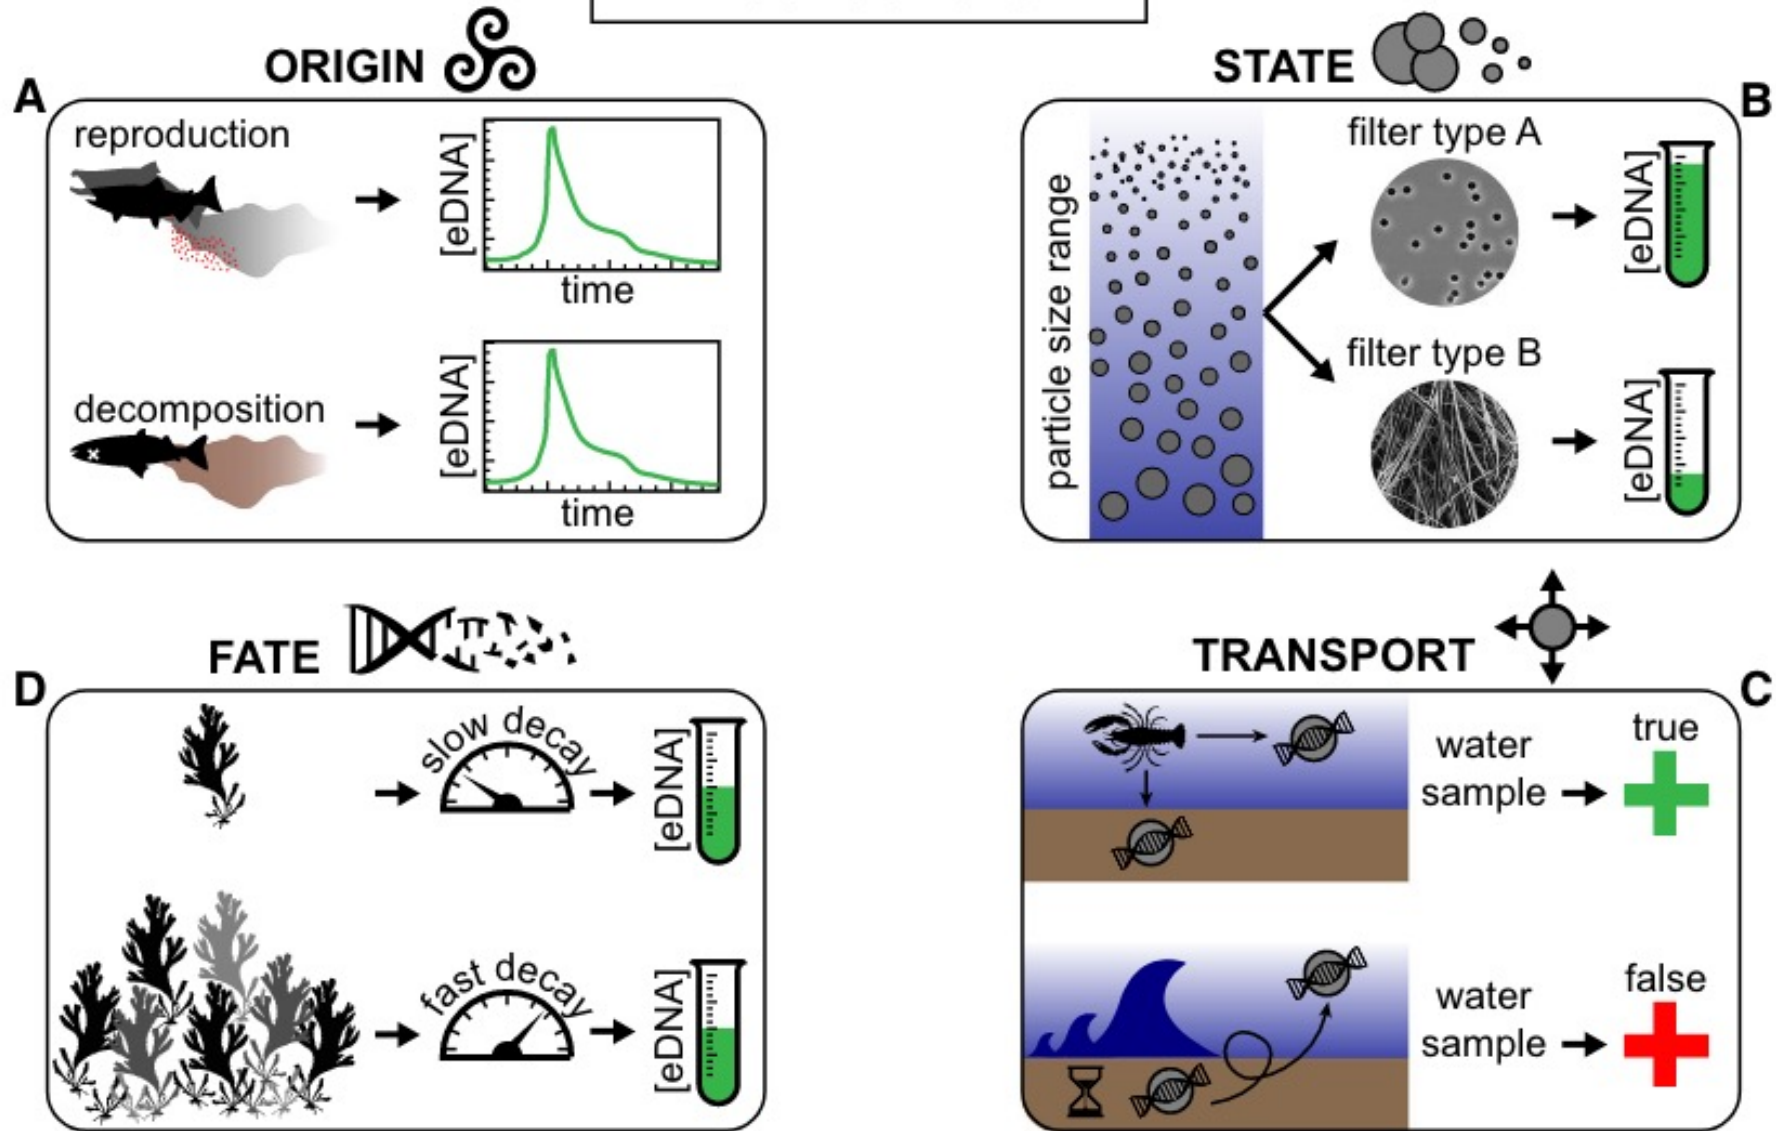 ORIGIN
A
reproduction
[eDNA]
time
decomposition
[eDNA]
time
STATE
B
particle size range
filter type A
[eDNA]
filter type B
[eDNA]
FATE
D
slow decay
[eDNA]
fast decay
[eDNA]
TRANSPORT
C
water
sample
true
water
sample
false